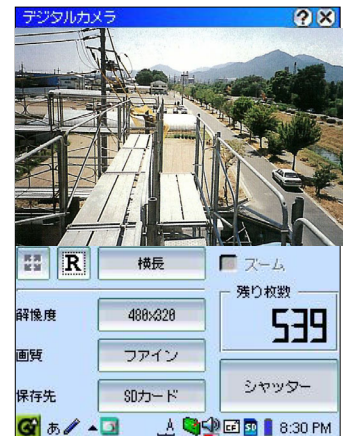 デジタルカメラ
R 横長 ズーム
残り枚数
539
解像度 480x320
画質 ファイン
保存先 SDカード
シャッター
あ A CF SD 8:30 PM